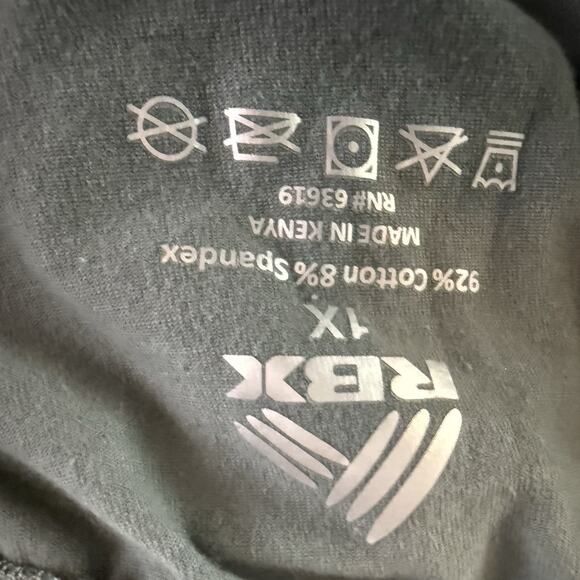 RBX
1X
92% Cotton 8% Spandex
MADE IN KENYA
RN# 63619